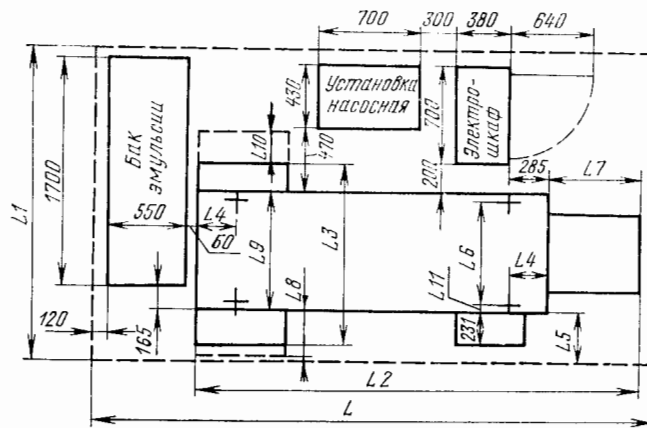 700
300
380
640
430
Установка
насосная
700
Электро-
шкаф
L10
470
200
285
L7
L1
1700
Бак
эмульсии
550
60
L4
L9
L3
L6
L4
L11
L8
231
L5
120
165
L2
L